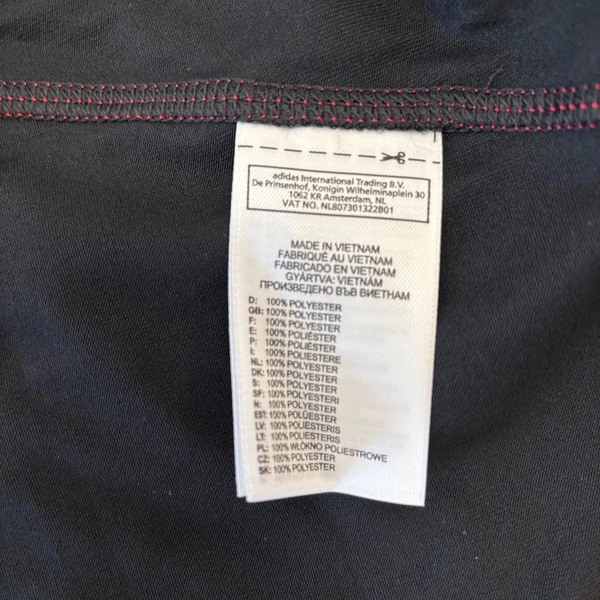 adidas International Trading B.V.
De Prinsenhof, Konigin Wilhelminaplein 30
1062 KR Amsterdam, NL
VAT NO. NL807301322B01
MADE IN VIETNAM
FABRIQUÉ AU VIETNAM
FABRICADO EN VIETNAM
GYÁRTVA: VIETNÁM
ПРОИЗВЕДЕНО ВЪВ ВИЕТНАМ
D: 100% POLYESTER
GB: 100% POLYESTER
F: 100% POLYESTER
E: 100% POLIÉSTER
P: 100% POLIÉSTER
I: 100% POLIESTERE
NL: 100% POLYESTER
DK: 100% POLYESTER
S: 100% POLYESTER
SF: 100% POLYESTERI
N: 100% POLYESTER
EST: 100% POLÜESTER
LV: 100% POLIESTERIS
LT: 100% POLIESTERIS
PL: 100% WŁÓKNO POLIESTROWE
CZ: 100% POLYESTER
SK: 100% POLYESTER